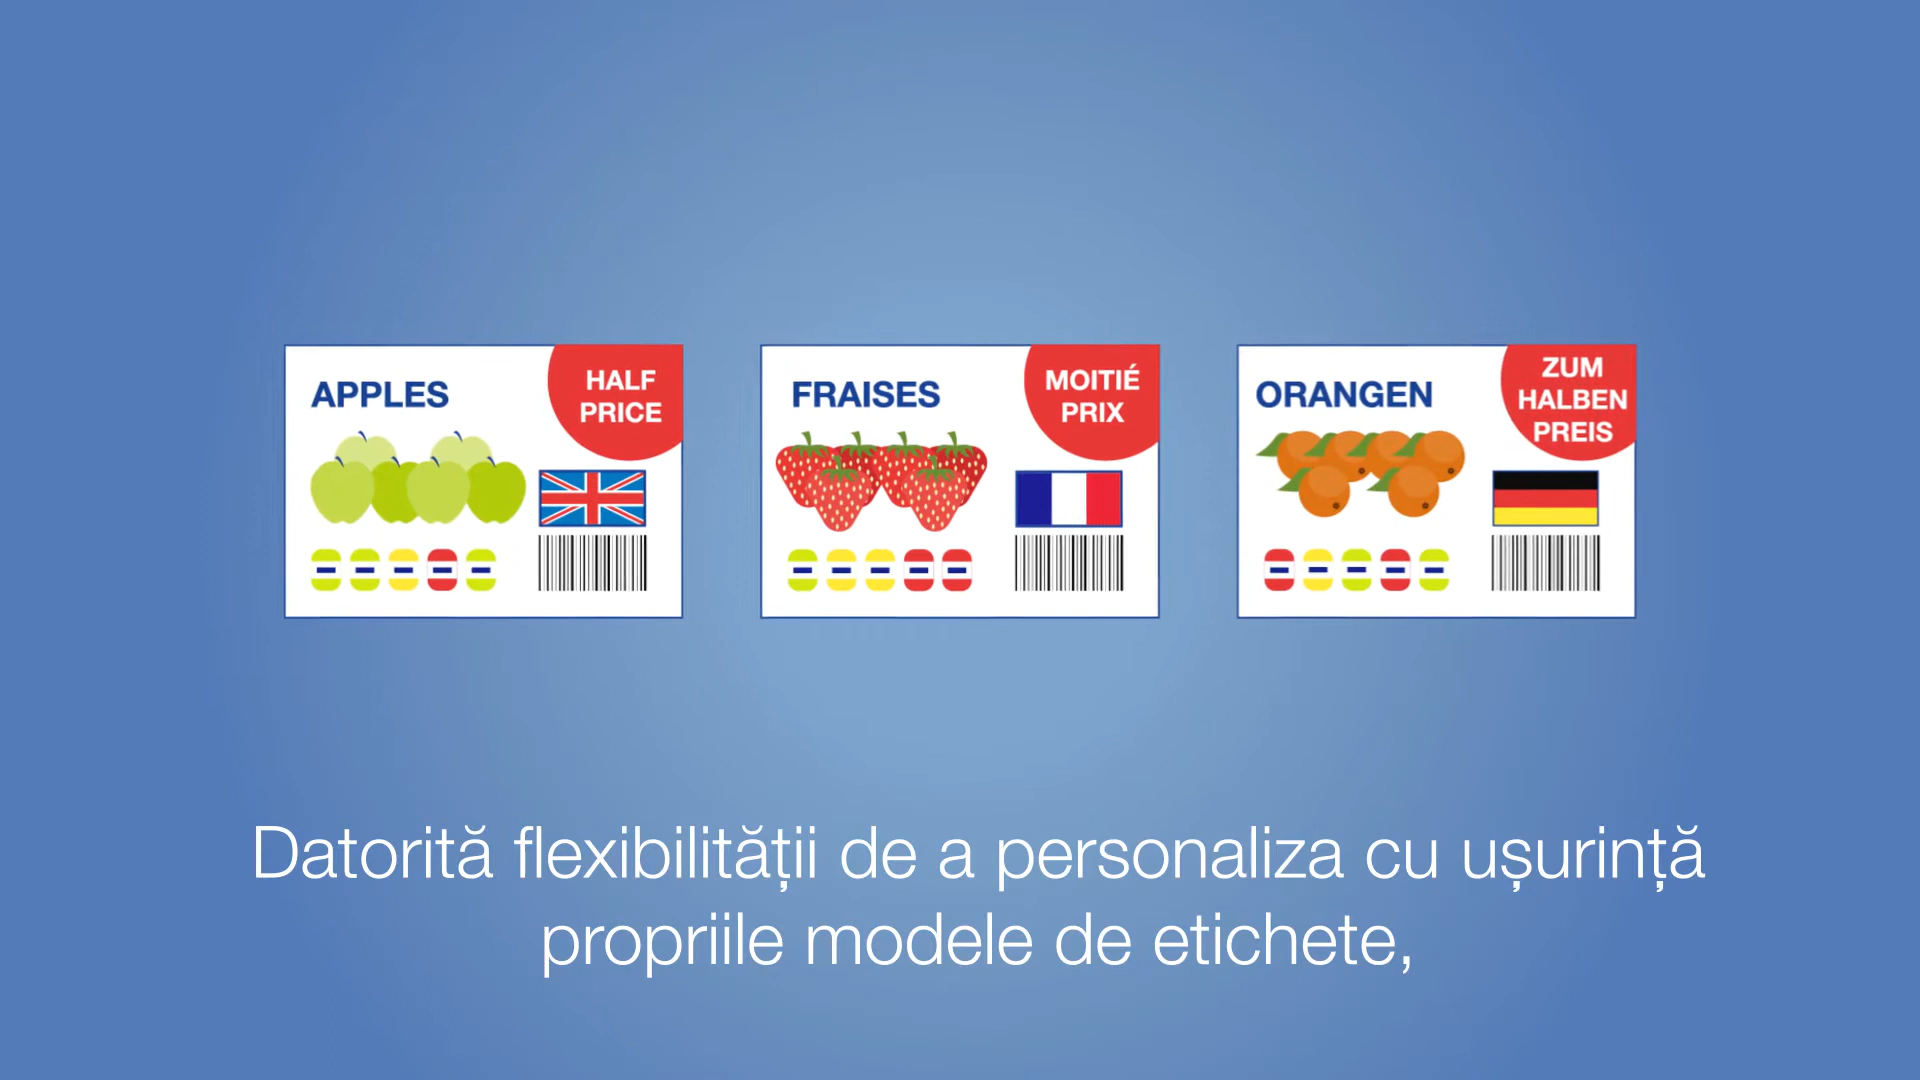 APPLES
HALF
PRICE
FRAISES
MOITIÉ
PRIX
ORANGEN
ZUM
HALBEN
PREIS
Datorită flexibilității de a personaliza cu ușurință
propriile modele de etichete,